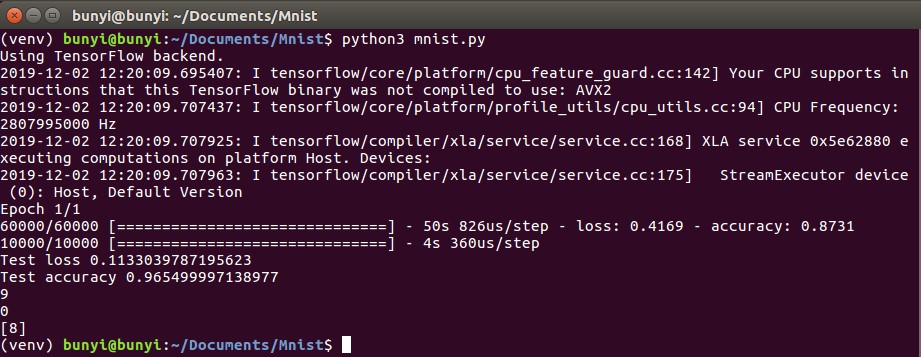 bunyi@bunyi: ~/Documents/Mnist
(venv) bunyi@bunyi:~/Documents/Mnist$ python3 mnist.py
Using TensorFlow backend.
2019-12-02 12:20:09.695407: I tensorflow/core/platform/cpu_feature_guard.cc:142] Your CPU supports in
structions that this TensorFlow binary was not compiled to use: AVX2
2019-12-02 12:20:09.707437: I tensorflow/core/platform/profile_utils/cpu_utils.cc:94] CPU Frequency:
2807995000 Hz
2019-12-02 12:20:09.707925: I tensorflow/compiler/xla/service/service.cc:168] XLA service 0x5e62880 e
xecuting computations on platform Host. Devices:
2019-12-02 12:20:09.707963: I tensorflow/compiler/xla/service/service.cc:175]   StreamExecutor device
 (0): Host, Default Version
Epoch 1/1
60000/60000 [==============================] - 50s 826us/step - loss: 0.4169 - accuracy: 0.8731
10000/10000 [==============================] - 4s 360us/step
Test loss 0.1133039787195623
Test accuracy 0.965499997138977
9
0
[8]
(venv) bunyi@bunyi:~/Documents/Mnist$